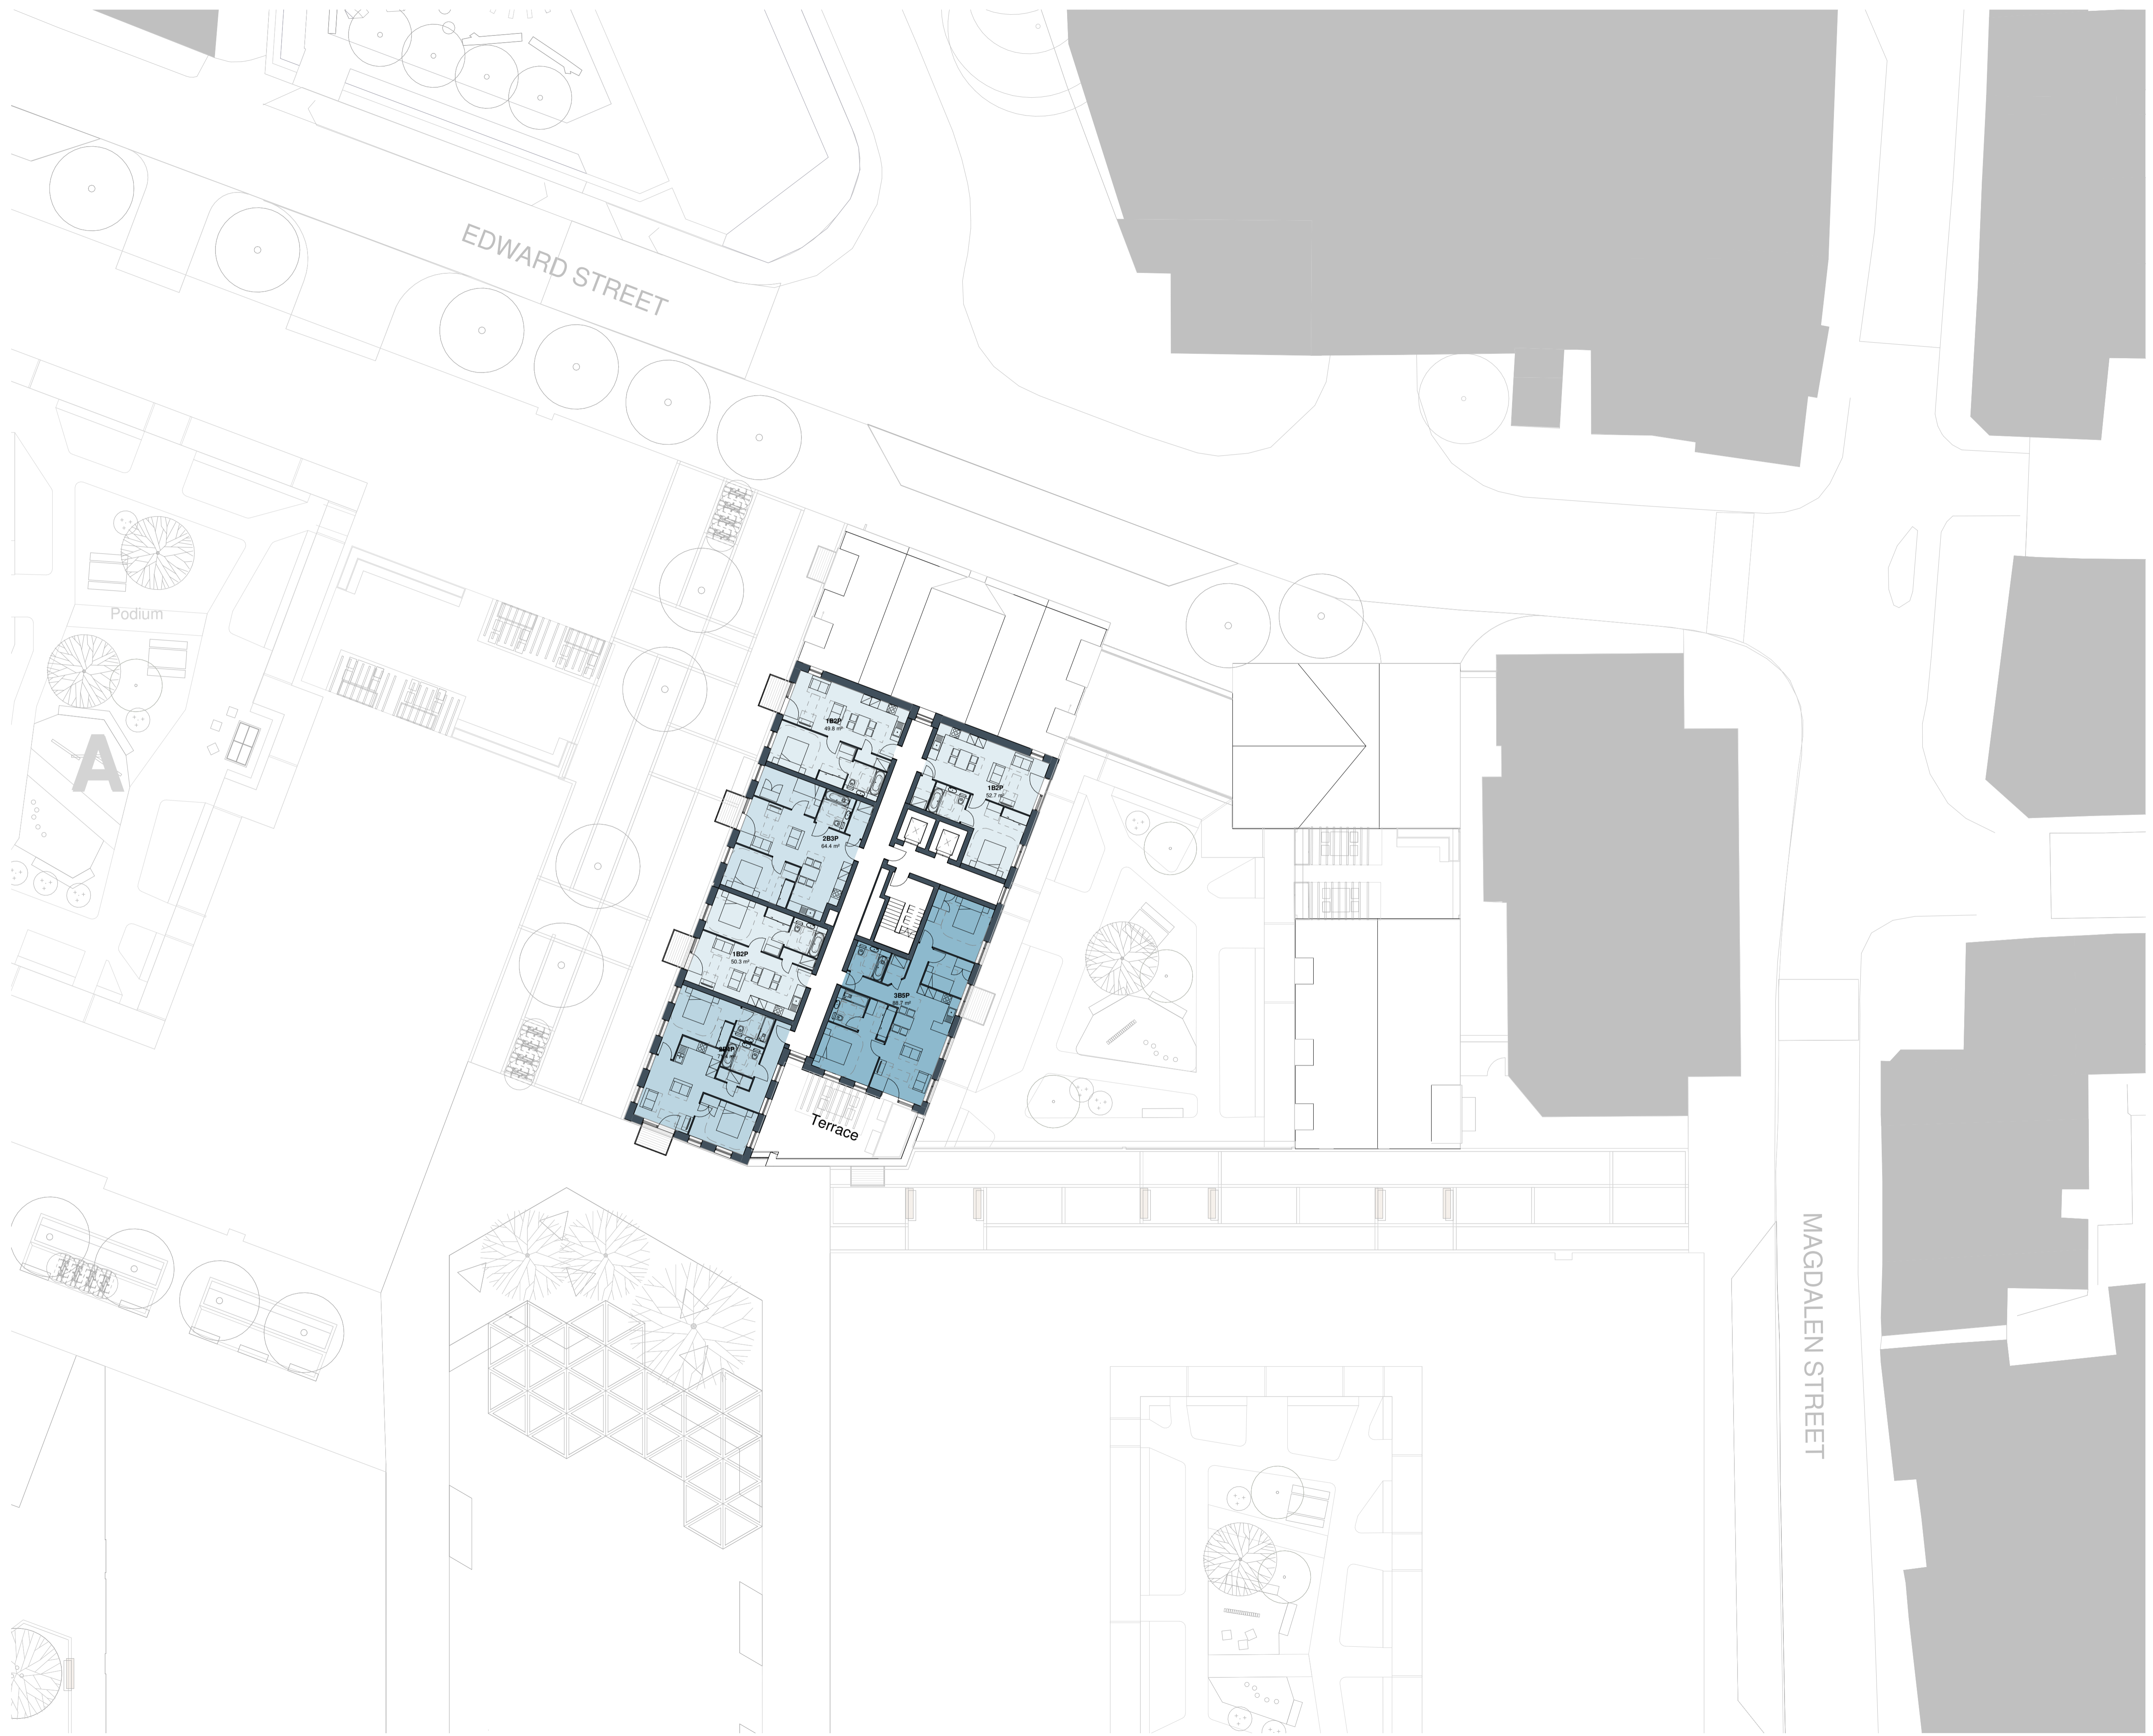 EDWARD STREET
Podium
A
1B2P
49.8 m²
1B2P
52.7 m²
2B3P
64.4 m²
1B2P
50.3 m²
3B5P
Terrace
MAGDALEN STREET